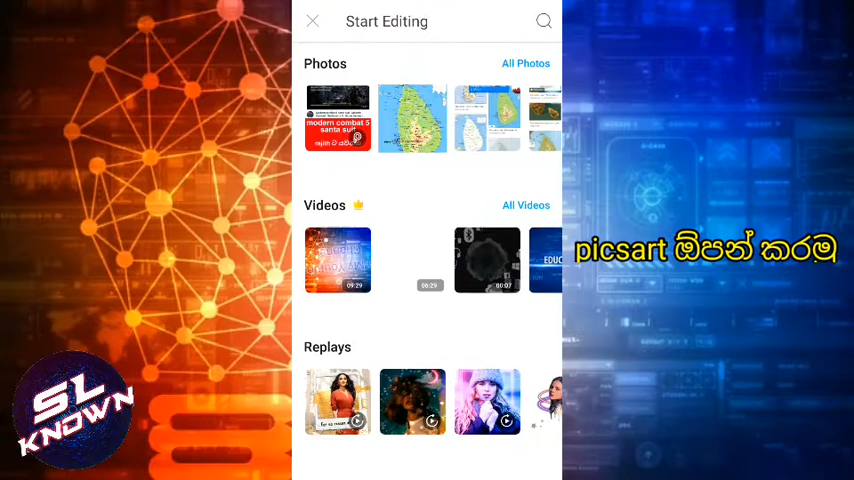 Start Editing
Photos
All Photos
modern combat 5
santa suit
Videos
All Videos
09:29
06:29
00:07
EDUC
Replays
picsart ඕපන් කරමු
SL
KNOWN